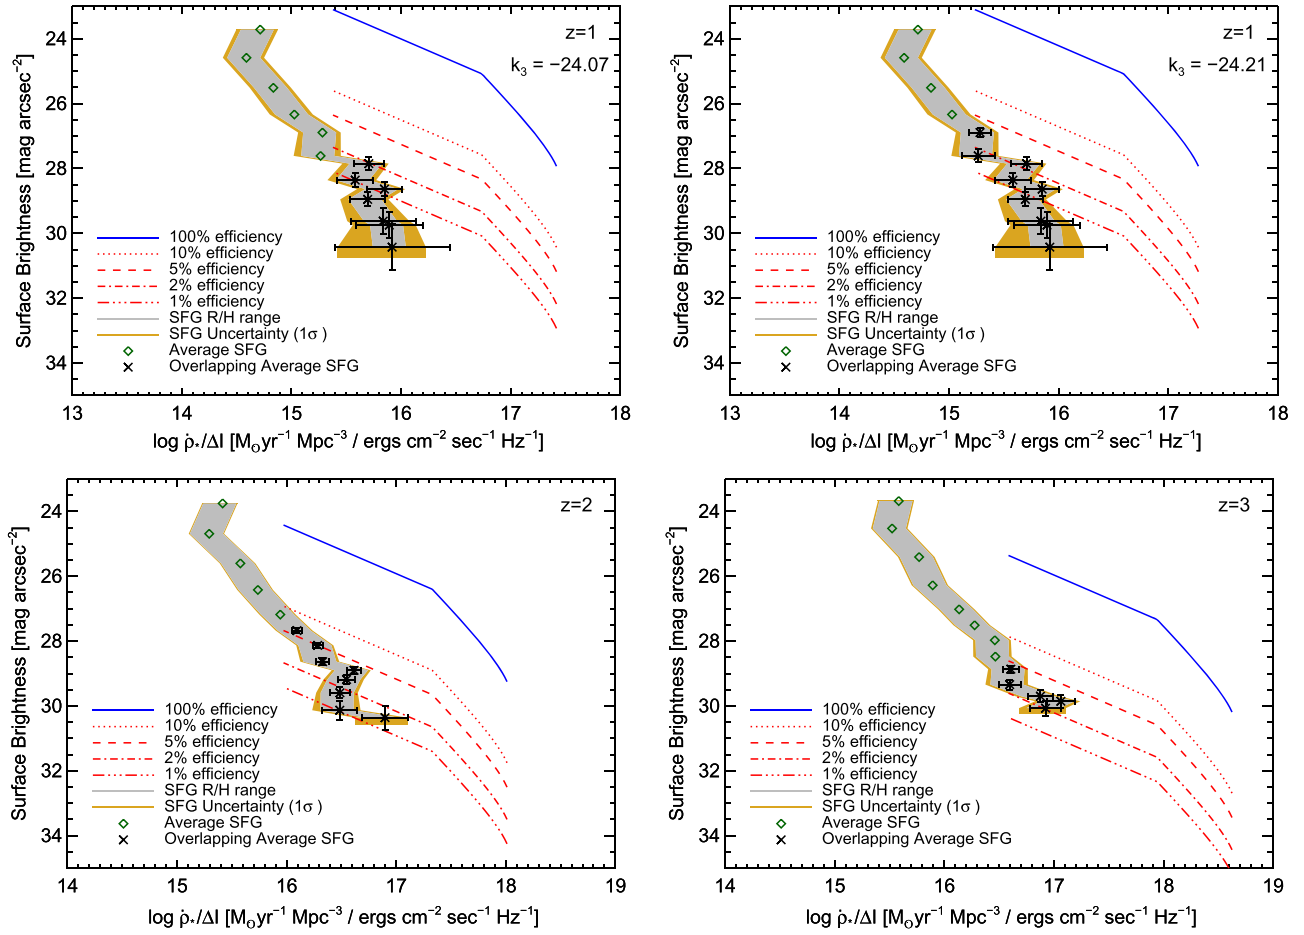 z=1
k₃ = −24.07
24
26
28
30
32
34
Surface Brightness [mag arcsec⁻²]
100% efficiency
10% efficiency
5% efficiency
2% efficiency
1% efficiency
SFG R/H range
SFG Uncertainty (1σ )
Average SFG
Overlapping Average SFG
13 14 15 16 17 18
log ρ̇*/ΔI [M⊙yr⁻¹ Mpc⁻³ / ergs cm⁻² sec⁻¹ Hz⁻¹]
z=1
k₃ = −24.21
24
26
28
30
32
34
Surface Brightness [mag arcsec⁻²]
100% efficiency
10% efficiency
5% efficiency
2% efficiency
1% efficiency
SFG R/H range
SFG Uncertainty (1σ )
Average SFG
Overlapping Average SFG
13 14 15 16 17 18
log ρ̇*/ΔI [M⊙yr⁻¹ Mpc⁻³ / ergs cm⁻² sec⁻¹ Hz⁻¹]
z=2
24
26
28
30
32
34
Surface Brightness [mag arcsec⁻²]
100% efficiency
10% efficiency
5% efficiency
2% efficiency
1% efficiency
SFG R/H range
SFG Uncertainty (1σ )
Average SFG
Overlapping Average SFG
14 15 16 17 18 19
log ρ̇*/ΔI [M⊙yr⁻¹ Mpc⁻³ / ergs cm⁻² sec⁻¹ Hz⁻¹]
z=3
24
26
28
30
32
34
Surface Brightness [mag arcsec⁻²]
100% efficiency
10% efficiency
5% efficiency
2% efficiency
1% efficiency
SFG R/H range
SFG Uncertainty (1σ )
Average SFG
Overlapping Average SFG
14 15 16 17 18 19
log ρ̇*/ΔI [M⊙yr⁻¹ Mpc⁻³ / ergs cm⁻² sec⁻¹ Hz⁻¹]